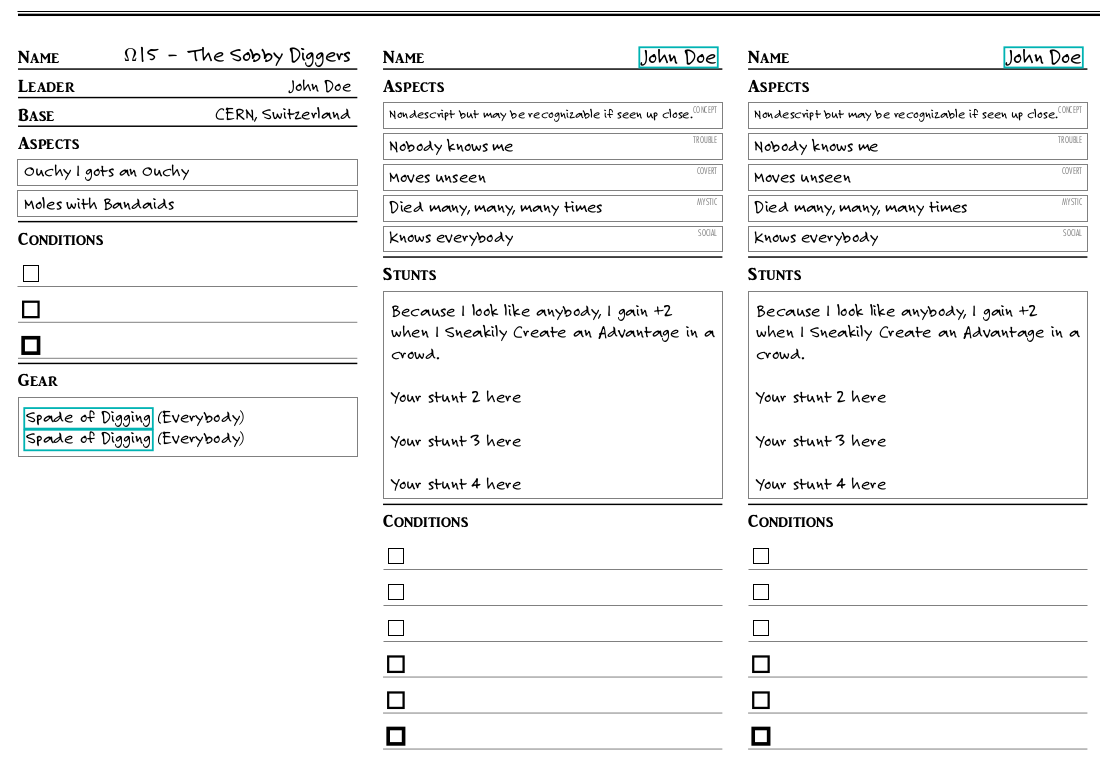 NAME Ω15 - The Sobby Diggers
LEADER John Doe
BASE CERN, Switzerland
ASPECTS
Ouchy I gots an Ouchy
Moles with Bandaids
CONDITIONS
GEAR
Spade of Digging (Everybody)
Spade of Digging (Everybody)
NAME John Doe
ASPECTS
Nondescript but may be recognizable if seen up close. CONCEPT
Nobody knows me TROUBLE
Moves unseen COVERT
Died many, many, many times MYSTIC
Knows everybody SOCIAL
STUNTS
Because I look like anybody, I gain +2
when I Sneakily Create an Advantage in a
crowd.
Your stunt 2 here
Your stunt 3 here
Your stunt 4 here
CONDITIONS
NAME John Doe
ASPECTS
Nondescript but may be recognizable if seen up close. CONCEPT
Nobody knows me TROUBLE
Moves unseen COVERT
Died many, many, many times MYSTIC
Knows everybody SOCIAL
STUNTS
Because I look like anybody, I gain +2
when I Sneakily Create an Advantage in a
crowd.
Your stunt 2 here
Your stunt 3 here
Your stunt 4 here
CONDITIONS